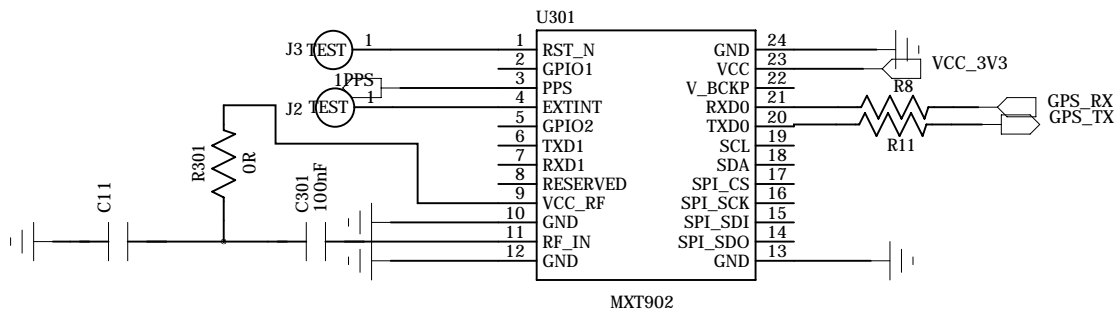 U301
J3 TEST 1
1PPS
J2 TEST 1
1 RST_N
2 GPIO1
3 PPS
4 EXTINT
5 GPIO2
6 TXD1
7 RXD1
8 RESERVED
9 VCC_RF
10 GND
11 RF_IN
12 GND
GND 24
VCC 23
V_BCKP 22
RXD0 21
TXD0 20
SCL 19
SDA 18
SPI_CS 17
SPI_SCK 16
SPI_SDI 15
SPI_SDO 14
GND 13
VCC_3V3
R8
GPS_RX
GPS_TX
R11
R301
0R
C11
C301
100nF
MXT902